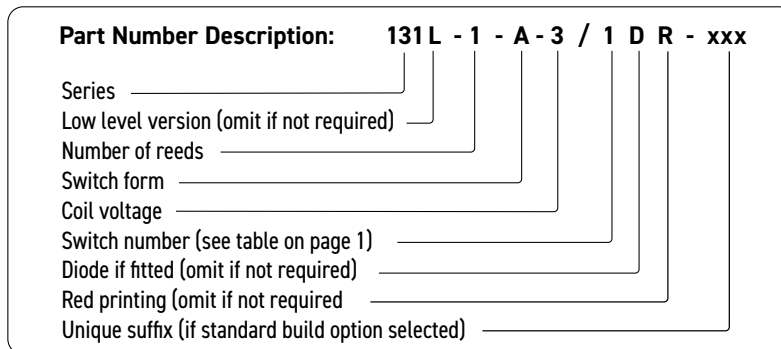 Part Number Description: 131 L - 1 - A - 3 / 1 D R - xxx
Series
Low level version (omit if not required)
Number of reeds
Switch form
Coil voltage
Switch number (see table on page 1)
Diode if fitted (omit if not required)
Red printing (omit if not required
Unique suffix (if standard build option selected)